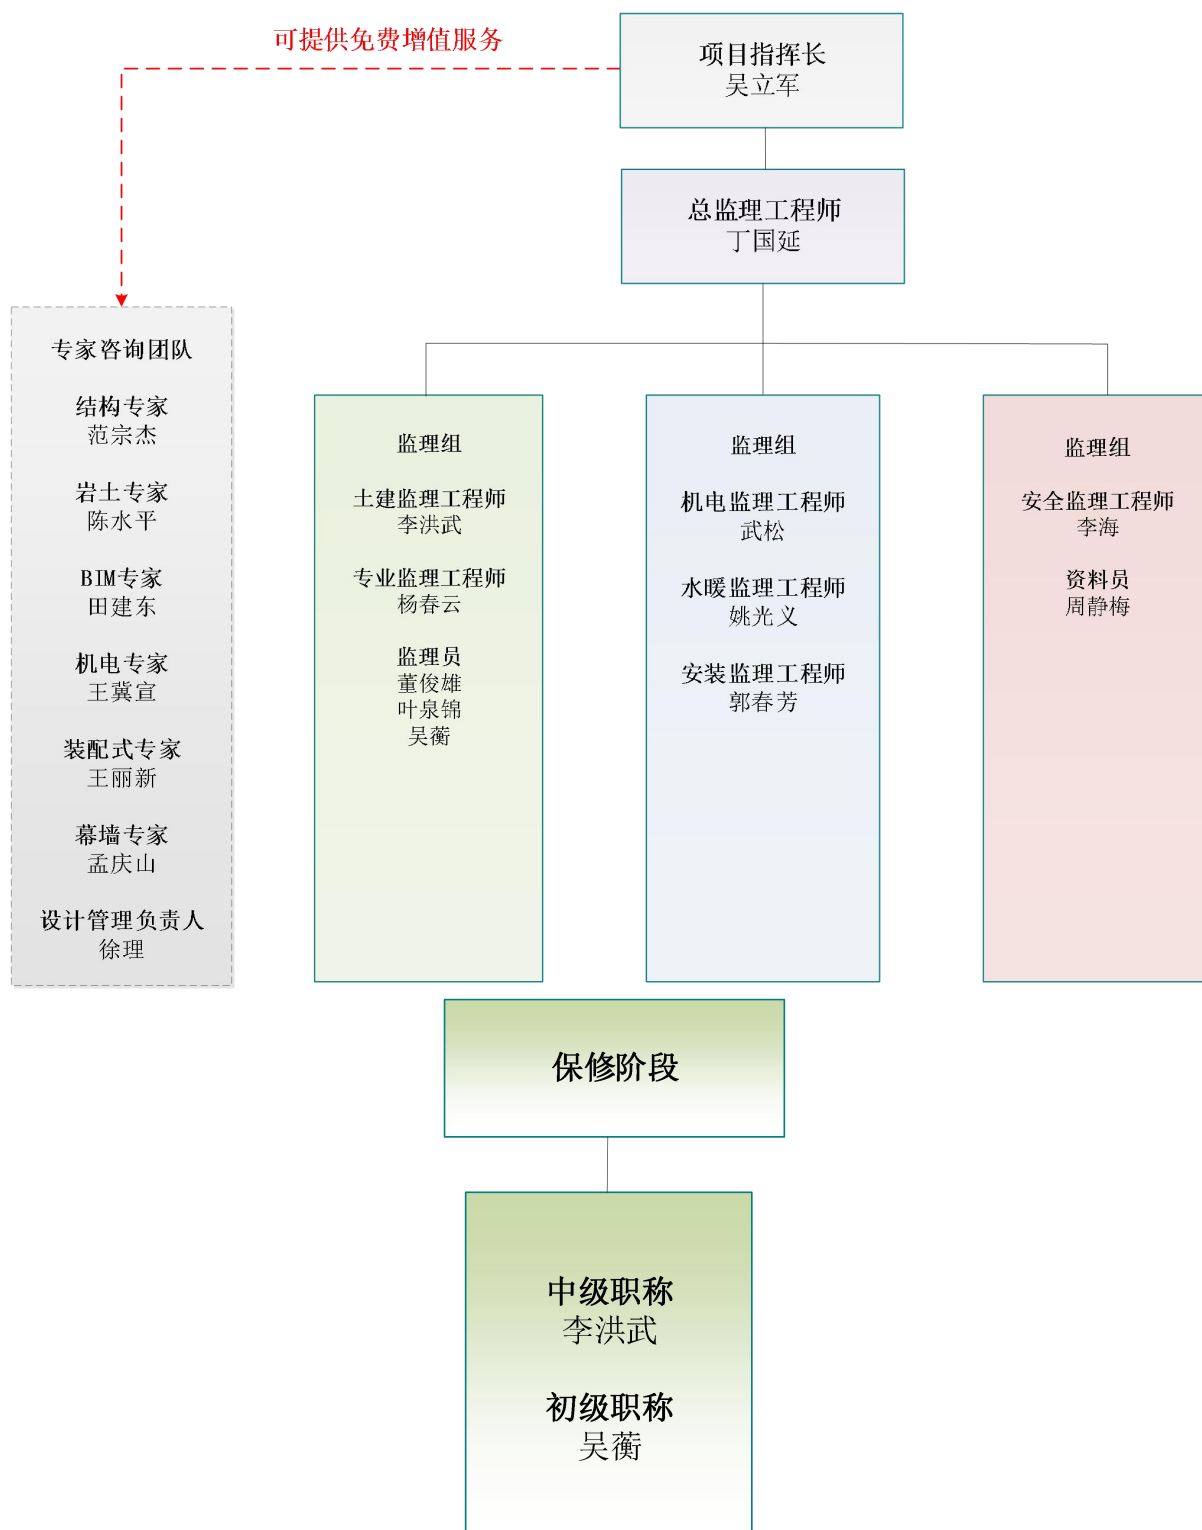 可提供免费增值服务
项目指挥长
吴立军
总监理工程师
丁国延
专家咨询团队
结构专家
范宗杰
岩土专家
陈水平
BIM专家
田建东
机电专家
王冀宣
装配式专家
王丽新
幕墙专家
孟庆山
设计管理负责人
徐理
监理组
土建监理工程师
李洪武
专业监理工程师
杨春云
监理员
董俊雄
叶泉锦
吴蘅
监理组
机电监理工程师
武松
水暖监理工程师
姚光义
安装监理工程师
郭春芳
监理组
安全监理工程师
李海
资料员
周静梅
保修阶段
中级职称
李洪武
初级职称
吴蘅